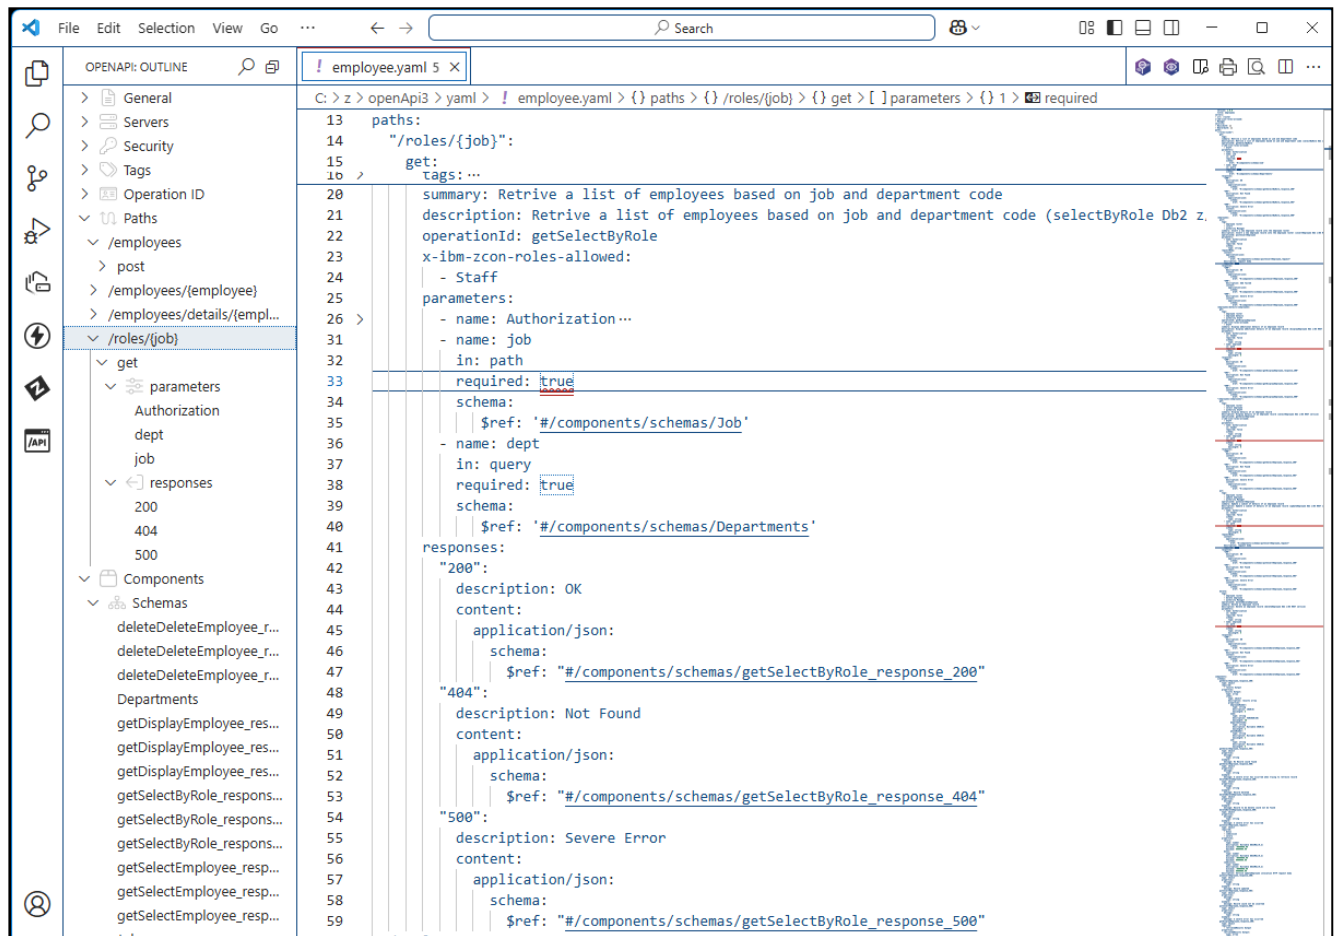 File Edit Selection View Go ···
Search
OPENAPI: OUTLINE
! employee.yaml 5
C: > z > openApi3 > yaml > ! employee.yaml > {} paths > {} /roles/{job} > {} get > [ ] parameters > {} 1 > required
General
Servers
Security
Tags
Operation ID
Paths
/employees
post
/employees/{employee}
/employees/details/{empl...
/roles/{job}
get
parameters
Authorization
dept
job
responses
200
404
500
Components
Schemas
deleteDeleteEmployee_r...
deleteDeleteEmployee_r...
deleteDeleteEmployee_r...
Departments
getDisplayEmployee_res...
getDisplayEmployee_res...
getDisplayEmployee_res...
getSelectByRole_respons...
getSelectByRole_respons...
getSelectByRole_respons...
getSelectEmployee_resp...
getSelectEmployee_resp...
getSelectEmployee_resp...
/API
13 paths:
14 "/roles/{job}":
15 get:
16 tags: ···
20 summary: Retrive a list of employees based on job and department code
21 description: Retrive a list of employees based on job and department code (selectByRole Db2 z
22 operationId: getSelectByRole
23 x-ibm-zcon-roles-allowed:
24 - Staff
25 parameters:
26 - name: Authorization ···
31 - name: job
32 in: path
33 required: true
34 schema:
35 $ref: '#/components/schemas/Job'
36 - name: dept
37 in: query
38 required: true
39 schema:
40 $ref: '#/components/schemas/Departments'
41 responses:
42 "200":
43 description: OK
44 content:
45 application/json:
46 schema:
47 $ref: "#/components/schemas/getSelectByRole_response_200"
48 "404":
49 description: Not Found
50 content:
51 application/json:
52 schema:
53 $ref: "#/components/schemas/getSelectByRole_response_404"
54 "500":
55 description: Severe Error
56 content:
57 application/json:
58 schema:
59 $ref: "#/components/schemas/getSelectByRole_response_500"